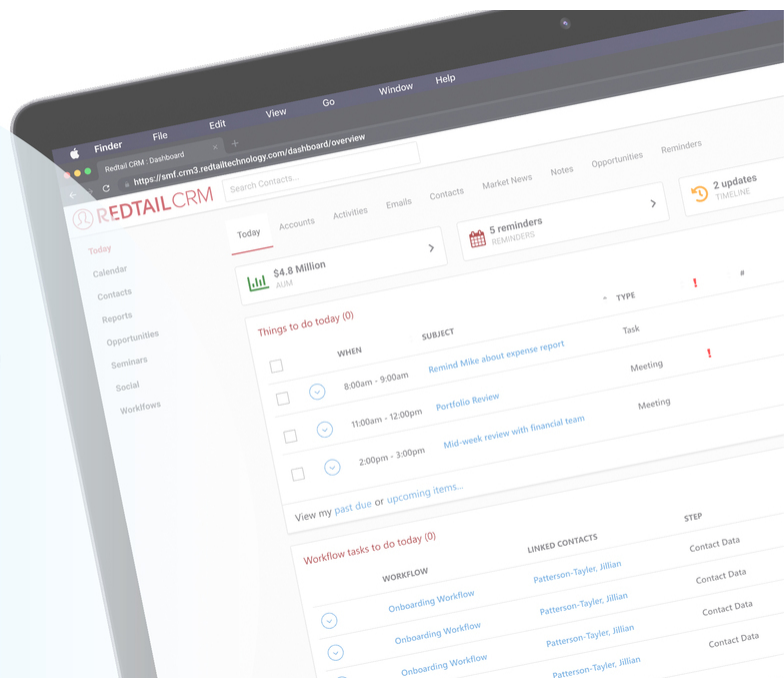 Finder File Edit View Go Window Help
Redtail CRM : Dashboard
https://smf.crm3.redtailtechnology.com/dashboard/overview
REDTAILCRM
Search Contacts...
Today
Calendar
Contacts
Reports
Opportunities
Seminars
Social
Worklfows
Today Accounts Activities Emails Contacts Market News Notes Opportunities Reminders
$4.8 Million
AUM
5 reminders
REMINDERS
2 updates
TIMELINE
Things to do today (0)
WHEN SUBJECT TYPE ! #
8:00am - 9:00am Remind Mike about expense report Task
11:00am - 12:00pm Portfolio Review Meeting !
2:00pm - 3:00pm Mid-week review with financial team Meeting
View my past due or upcoming items...
Workflow tasks to do today (0)
WORKFLOW LINKED CONTACTS STEP
Onboarding Workflow Patterson-Tayler, Jillian Contact Data
Onboarding Workflow Patterson-Tayler, Jillian Contact Data
Onboarding Workflow Patterson-Tayler, Jillian Contact Data
Patterson-Tayler, Jillian Contact Data